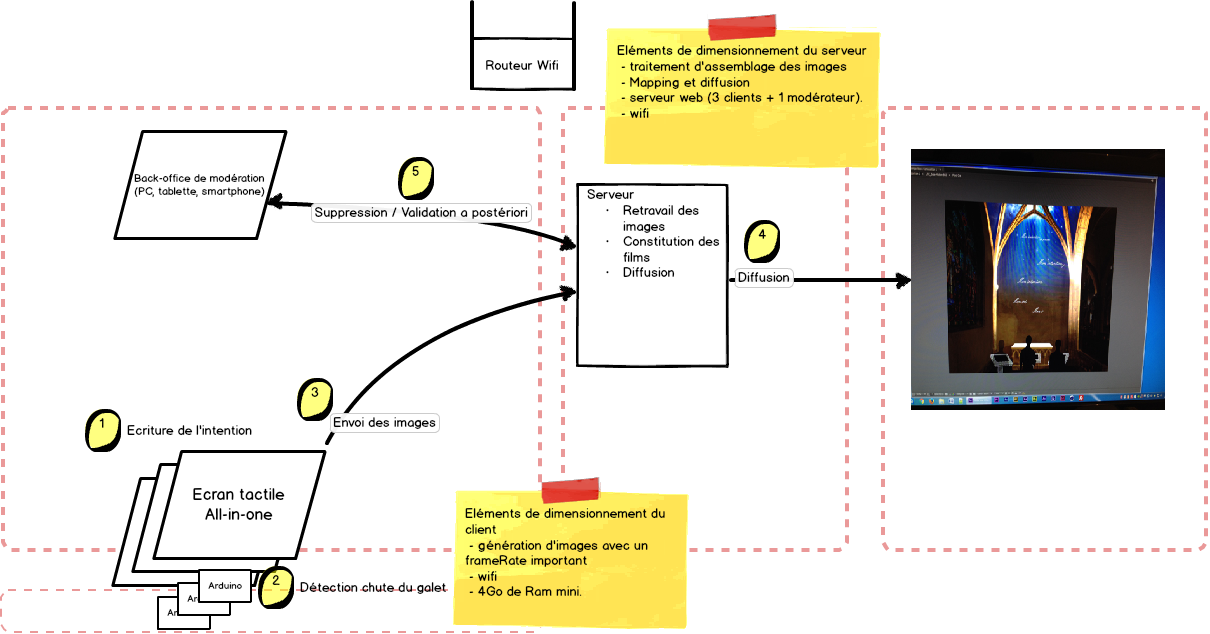 Routeur Wifi
Eléments de dimensionnement du serveur
- traitement d'assemblage des images
- Mapping et diffusion
- serveur web (3 clients + 1 modérateur).
- wifi
Back-office de modération
(PC, tablette, smartphone)
5
Suppression / Validation a postériori
Serveur
· Retravail des
images
· Constitution des
films
· Diffusion
4
Diffusion
3
Envoi des images
1
Ecriture de l'intention
Ecran tactile
All-in-one
Eléments de dimensionnement du
client
- génération d'images avec un
frameRate important
- wifi
- 4Go de Ram mini.
2
Détection chute du galet
Arduino
Ar
Ar